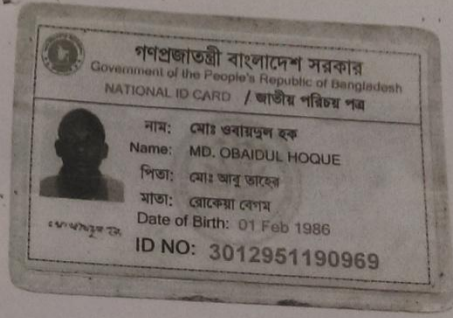 গণপ্রজাতন্ত্রী বাংলাদেশ সরকার
Government of the People's Republic of Bangladesh
NATIONAL ID CARD / জাতীয় পরিচয় পত্র
নাম: মোঃ ওবায়দুল হক
Name: MD. OBAIDUL HOQUE
পিতা: মোঃ আবু তাহের
মাতা: রোকেয়া বেগম
Date of Birth: 01 Feb 1986
ID NO: 3012951190969